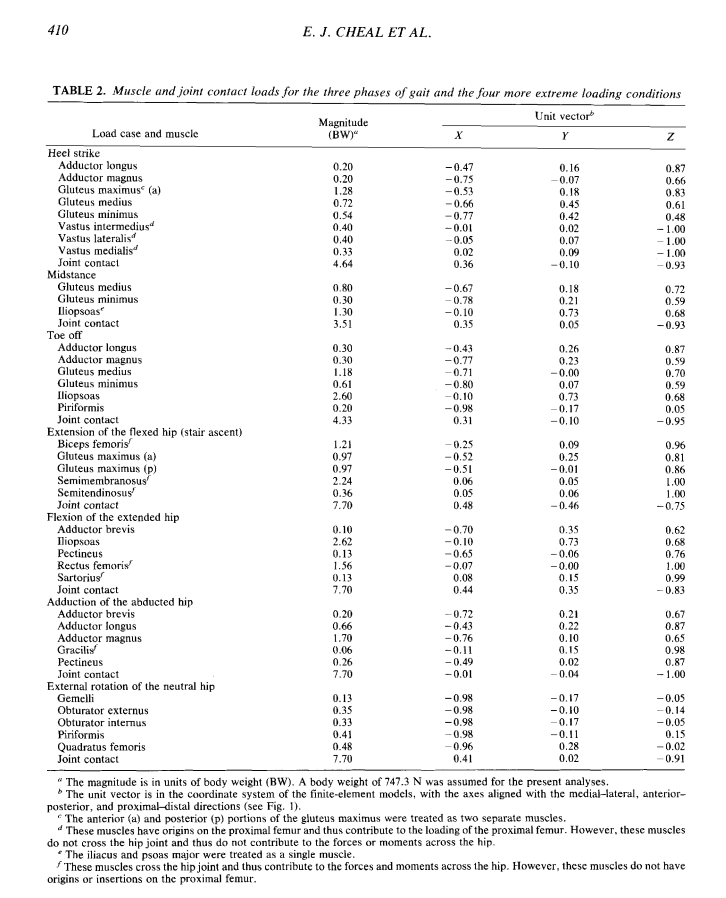 410
E. J. CHEAL ET AL.
TABLE 2. Muscle and joint contact loads for the three phases of gait and the four more extreme loading conditions
Unit vector^b
Magnitude
Load case and muscle (BW)^a X Y Z
Heel strike
Adductor longus 0.20 −0.47 0.16 0.87
Adductor magnus 0.20 −0.75 −0.07 0.66
Gluteus maximus^c (a) 1.28 −0.53 0.18 0.83
Gluteus medius 0.72 −0.66 0.45 0.61
Gluteus minimus 0.54 −0.77 0.42 0.48
Vastus intermedius^d 0.40 −0.01 0.02 −1.00
Vastus lateralis^d 0.40 −0.05 0.07 −1.00
Vastus medialis^d 0.33 0.02 0.09 −1.00
Joint contact 4.64 0.36 −0.10 −0.93
Midstance
Gluteus medius 0.80 −0.67 0.18 0.72
Gluteus minimus 0.30 −0.78 0.21 0.59
Iliopsoas^e 1.30 −0.10 0.73 0.68
Joint contact 3.51 0.35 0.05 −0.93
Toe off
Adductor longus 0.30 −0.43 0.26 0.87
Adductor magnus 0.30 −0.77 0.23 0.59
Gluteus medius 1.18 −0.71 −0.00 0.70
Gluteus minimus 0.61 −0.80 0.07 0.59
Iliopsoas 2.60 −0.10 0.73 0.68
Piriformis 0.20 −0.98 −0.17 0.05
Joint contact 4.33 0.31 −0.10 −0.95
Extension of the flexed hip (stair ascent)
Biceps femoris^f 1.21 −0.25 0.09 0.96
Gluteus maximus (a) 0.97 −0.52 0.25 0.81
Gluteus maximus (p) 0.97 −0.51 −0.01 0.86
Semimembranosus^f 2.24 0.06 0.05 1.00
Semitendinosus^f 0.36 0.05 0.06 1.00
Joint contact 7.70 0.48 −0.46 −0.75
Flexion of the extended hip
Adductor brevis 0.10 −0.70 0.35 0.62
Iliopsoas 2.62 −0.10 0.73 0.68
Pectineus 0.13 −0.65 −0.06 0.76
Rectus femoris^f 1.56 −0.07 −0.00 1.00
Sartorius^f 0.13 0.08 0.15 0.99
Joint contact 7.70 0.44 0.35 −0.83
Adduction of the abducted hip
Adductor brevis 0.20 −0.72 0.21 0.67
Adductor longus 0.66 −0.43 0.22 0.87
Adductor magnus 1.70 −0.76 0.10 0.65
Gracilis^f 0.06 −0.11 0.15 0.98
Pectineus 0.26 −0.49 0.02 0.87
Joint contact 7.70 −0.01 −0.04 −1.00
External rotation of the neutral hip
Gemelli 0.13 −0.98 −0.17 −0.05
Obturator externus 0.35 −0.98 −0.10 −0.14
Obturator internus 0.33 −0.98 −0.17 −0.05
Piriformis 0.41 −0.98 −0.11 0.15
Quadratus femoris 0.48 −0.96 0.28 −0.02
Joint contact 7.70 0.41 0.02 −0.91
^a The magnitude is in units of body weight (BW). A body weight of 747.3 N was assumed for the present analyses.
^b The unit vector is in the coordinate system of the finite-element models, with the axes aligned with the medial–lateral, anterior–
posterior, and proximal–distal directions (see Fig. 1).
^c The anterior (a) and posterior (p) portions of the gluteus maximus were treated as two separate muscles.
^d These muscles have origins on the proximal femur and thus contribute to the loading of the proximal femur. However, these muscles
do not cross the hip joint and thus do not contribute to the forces or moments across the hip.
^e The iliacus and psoas major were treated as a single muscle.
^f These muscles cross the hip joint and thus contribute to the forces and moments across the hip. However, these muscles do not have
origins or insertions on the proximal femur.